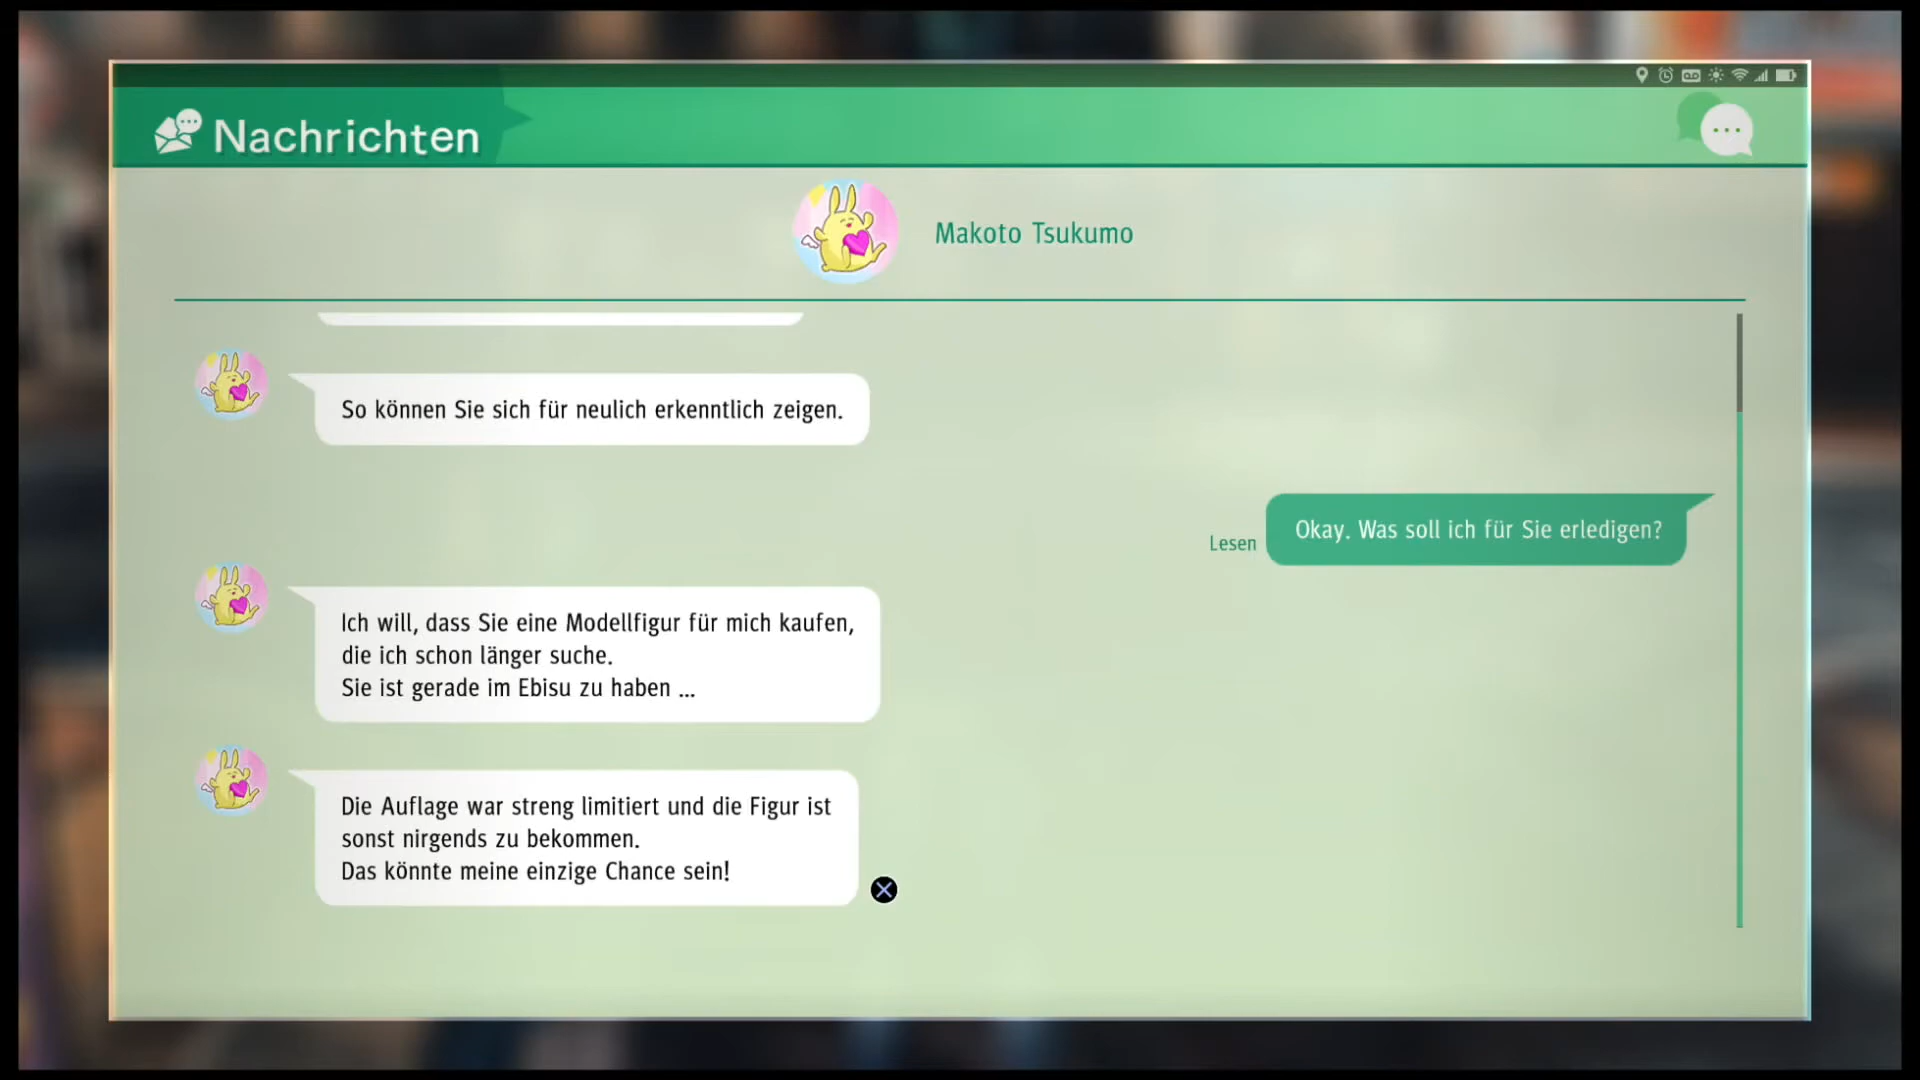 Nachrichten
Makoto Tsukumo
So können Sie sich für neulich erkenntlich zeigen.
Okay. Was soll ich für Sie erledigen?
Lesen
Ich will, dass Sie eine Modellfigur für mich kaufen,
die ich schon länger suche.
Sie ist gerade im Ebisu zu haben ...
Die Auflage war streng limitiert und die Figur ist
sonst nirgends zu bekommen.
Das könnte meine einzige Chance sein!